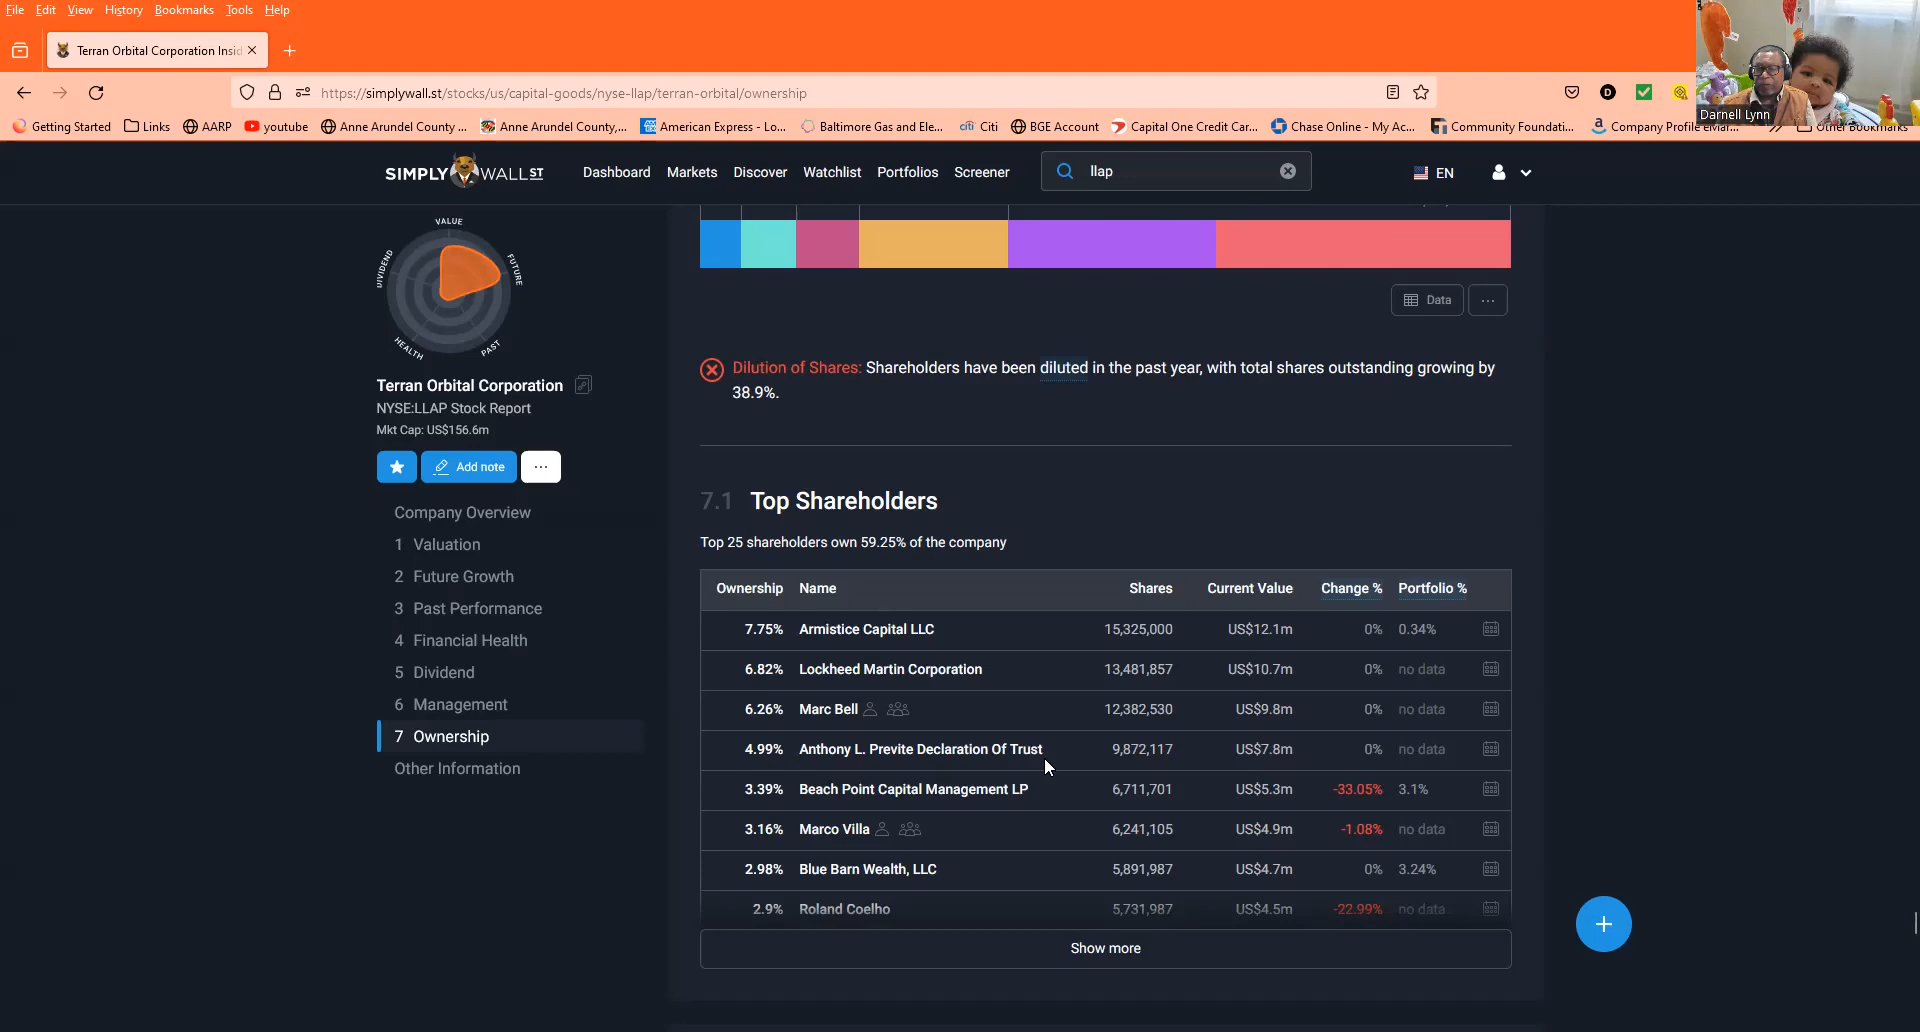 File Edit View History Bookmarks Tools Help
Terran Orbital Corporation Insid
https://simplywall.st/stocks/us/capital-goods/nyse-llap/terran-orbital/ownership
Getting Started Links AARP youtube Anne Arundel County ... Anne Arundel County,... American Express - Lo... Baltimore Gas and Ele... citi Citi BGE Account Capital One Credit Car... Chase Online - My Ac... Community Foundati... Company Profile eMar... Other Bookmarks
Darnell Lynn
SIMPLY WALL ST Dashboard Markets Discover Watchlist Portfolios Screener llap EN
VALUE
FUTURE
PAST
HEALTH
DIVIDEND
Terran Orbital Corporation
NYSE:LLAP Stock Report
Mkt Cap: US$156.6m
Add note
Company Overview
1 Valuation
2 Future Growth
3 Past Performance
4 Financial Health
5 Dividend
6 Management
7 Ownership
Other Information
Data
Dilution of Shares: Shareholders have been diluted in the past year, with total shares outstanding growing by
38.9%.
7.1 Top Shareholders
Top 25 shareholders own 59.25% of the company
Ownership Name Shares Current Value Change % Portfolio %
7.75% Armistice Capital LLC 15,325,000 US$12.1m 0% 0.34%
6.82% Lockheed Martin Corporation 13,481,857 US$10.7m 0% no data
6.26% Marc Bell 12,382,530 US$9.8m 0% no data
4.99% Anthony L. Previte Declaration Of Trust 9,872,117 US$7.8m 0% no data
3.39% Beach Point Capital Management LP 6,711,701 US$5.3m -33.05% 3.1%
3.16% Marco Villa 6,241,105 US$4.9m -1.08% no data
2.98% Blue Barn Wealth, LLC 5,891,987 US$4.7m 0% 3.24%
2.9% Roland Coelho 5,731,987 US$4.5m -22.99% no data
Show more